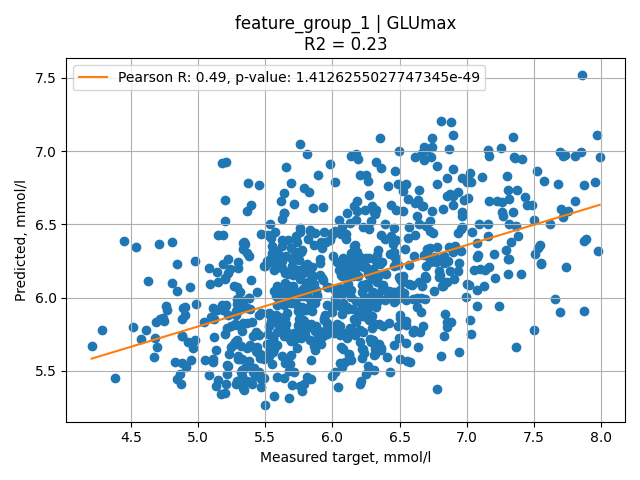 feature_group_1 | GLUmax
R2 = 0.23
Pearson R: 0.49, p-value: 1.4126255027747345e-49
Predicted, mmol/l
7.5
7.0
6.5
6.0
5.5
4.5 5.0 5.5 6.0 6.5 7.0 7.5 8.0
Measured target, mmol/l